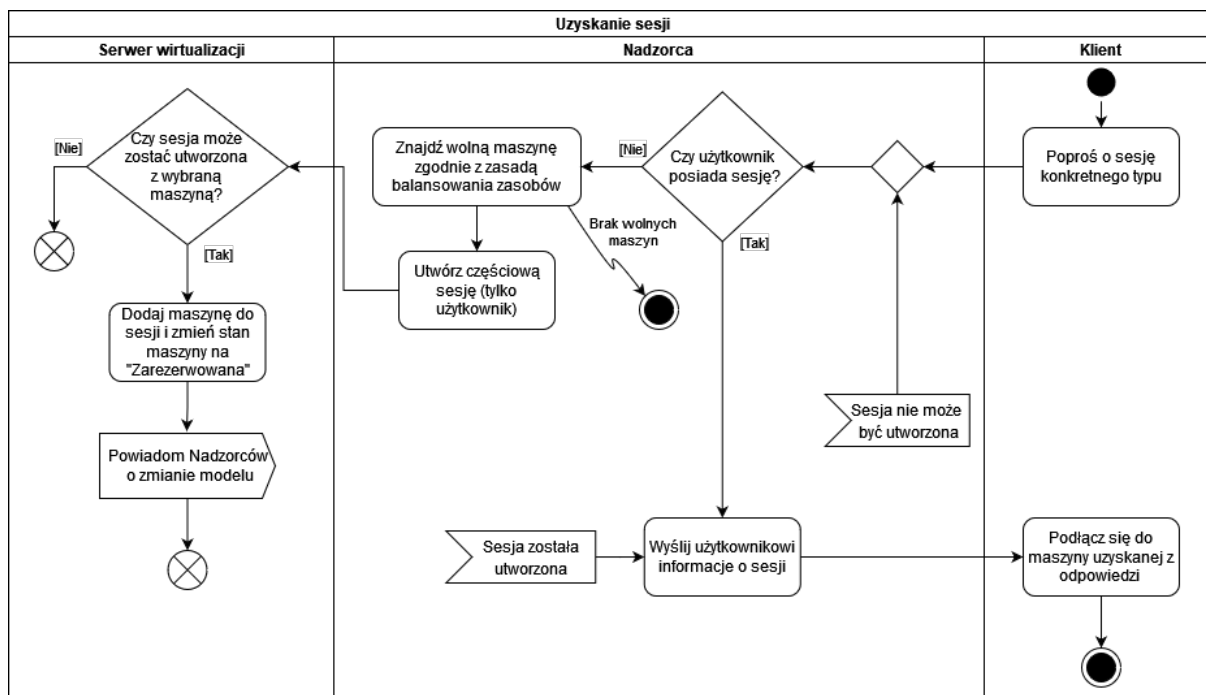 Uzyskanie sesji
Serwer wirtualizacji
Nadzorca
Klient
Poproś o sesję
konkretnego typu
Czy użytkownik
posiada sesję?
[Nie]
[Tak]
Znajdź wolną maszynę
zgodnie z zasadą
balansowania zasobów
Brak wolnych
maszyn
Utwórz częściową
sesję (tylko
użytkownik)
Czy sesja może
zostać utworzona
z wybraną
maszyną?
[Nie]
[Tak]
Dodaj maszynę do
sesji i zmień stan
maszyny na
"Zarezerwowana"
Powiadom Nadzorców
o zmianie modelu
Sesja nie może
być utworzona
Sesja została
utworzona
Wyślij użytkownikowi
informacje o sesji
Podłącz się do
maszyny uzyskanej z
odpowiedzi